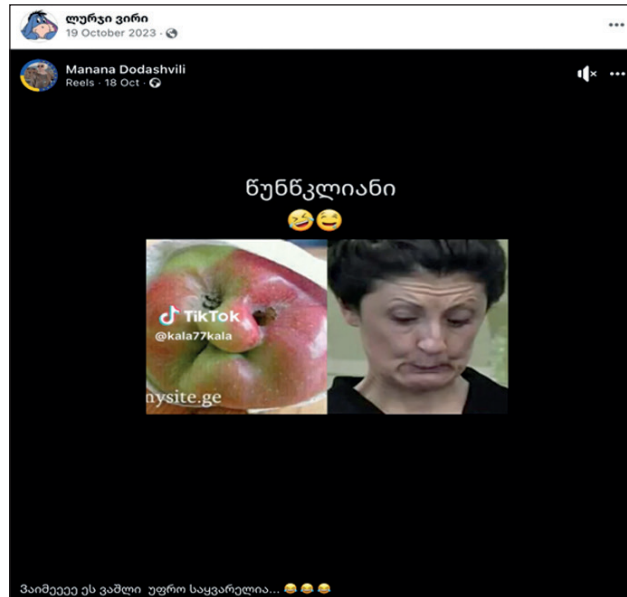 ლურჯი ვირი
19 October 2023 ·
Manana Dodashvili
Reels · 18 Oct ·
წუნწკლიანი
TikTok
@kala77kala
mysite.ge
ვაიმეეეე ეს ვაშლი უფრო საყვარელია...